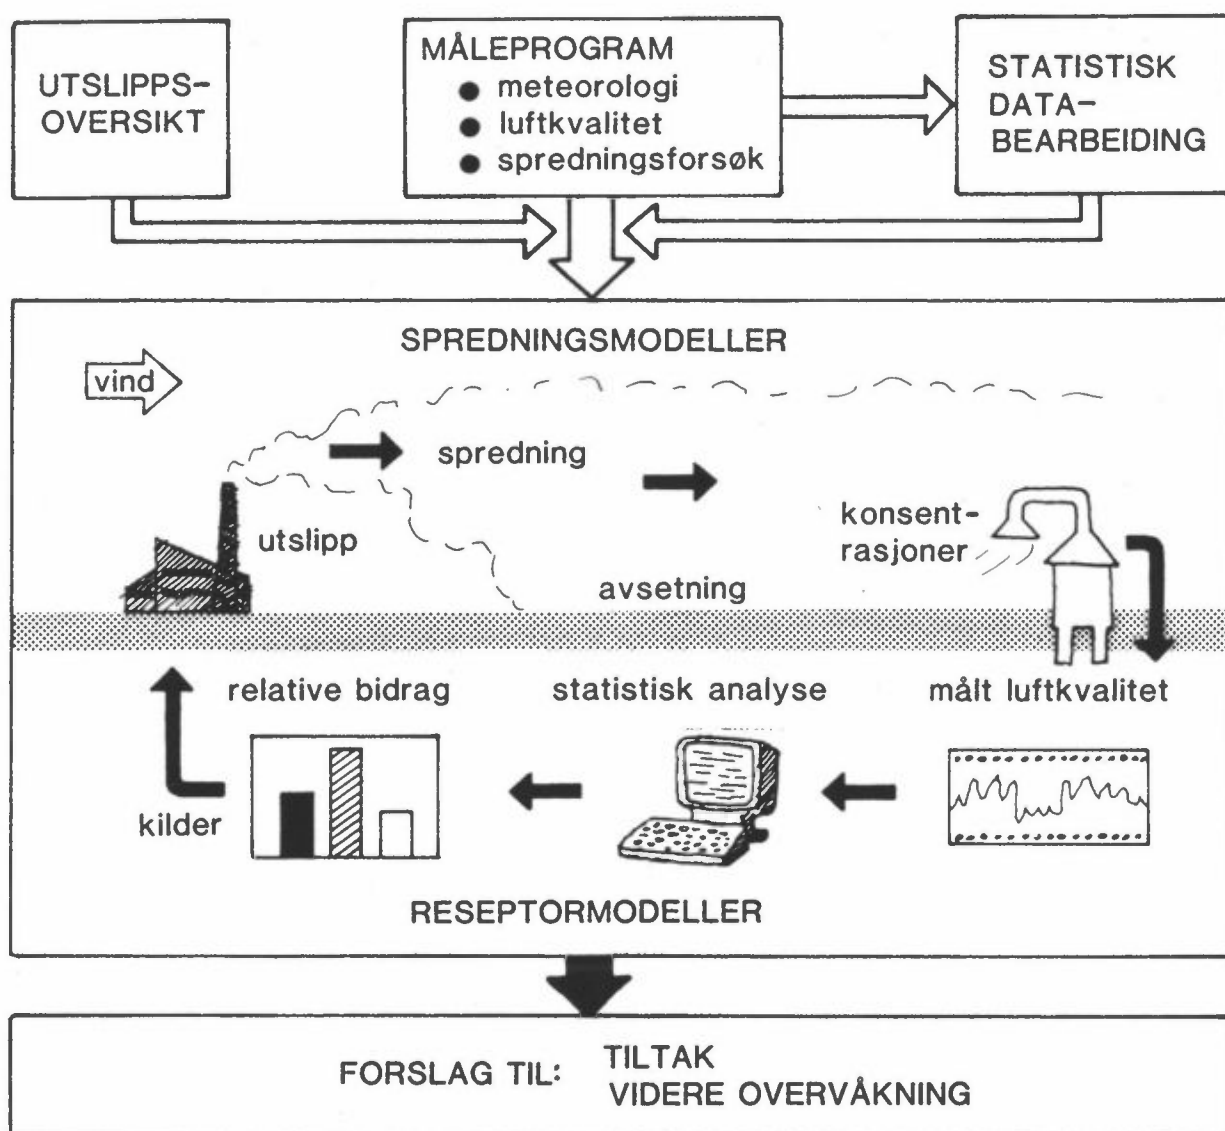 UTSLIPPS-
OVERSIKT
MÅLEPROGRAM
● meteorologi
● luftkvalitet
● spredningsforsøk
STATISTISK
DATA-
BEARBEIDING
SPREDNINGSMODELLER
vind
spredning
utslipp
konsent-
rasjoner
avsetning
relative bidrag
statistisk analyse
målt luftkvalitet
kilder
RESEPTORMODELLER
FORSLAG TIL: TILTAK
VIDERE OVERVÅKNING